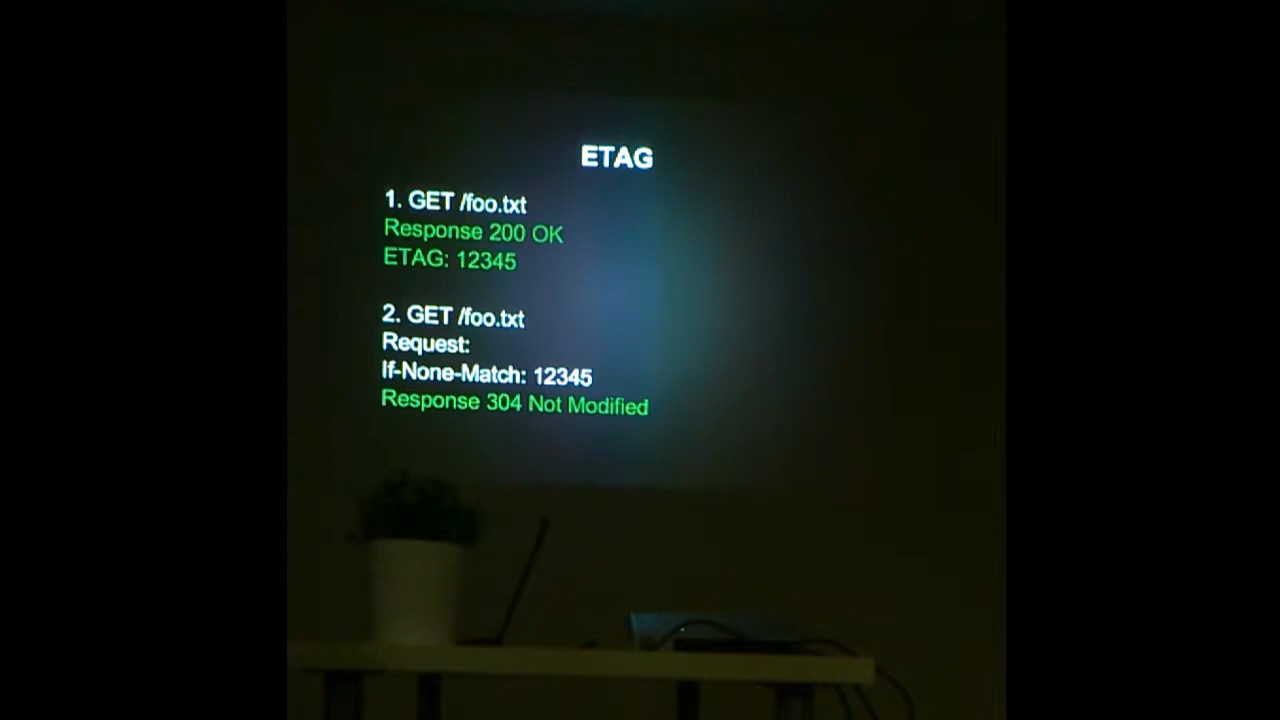 ETAG
1. GET /foo.txt
Response 200 OK
ETAG: 12345
2. GET /foo.txt
Request:
If-None-Match: 12345
Response 304 Not Modified